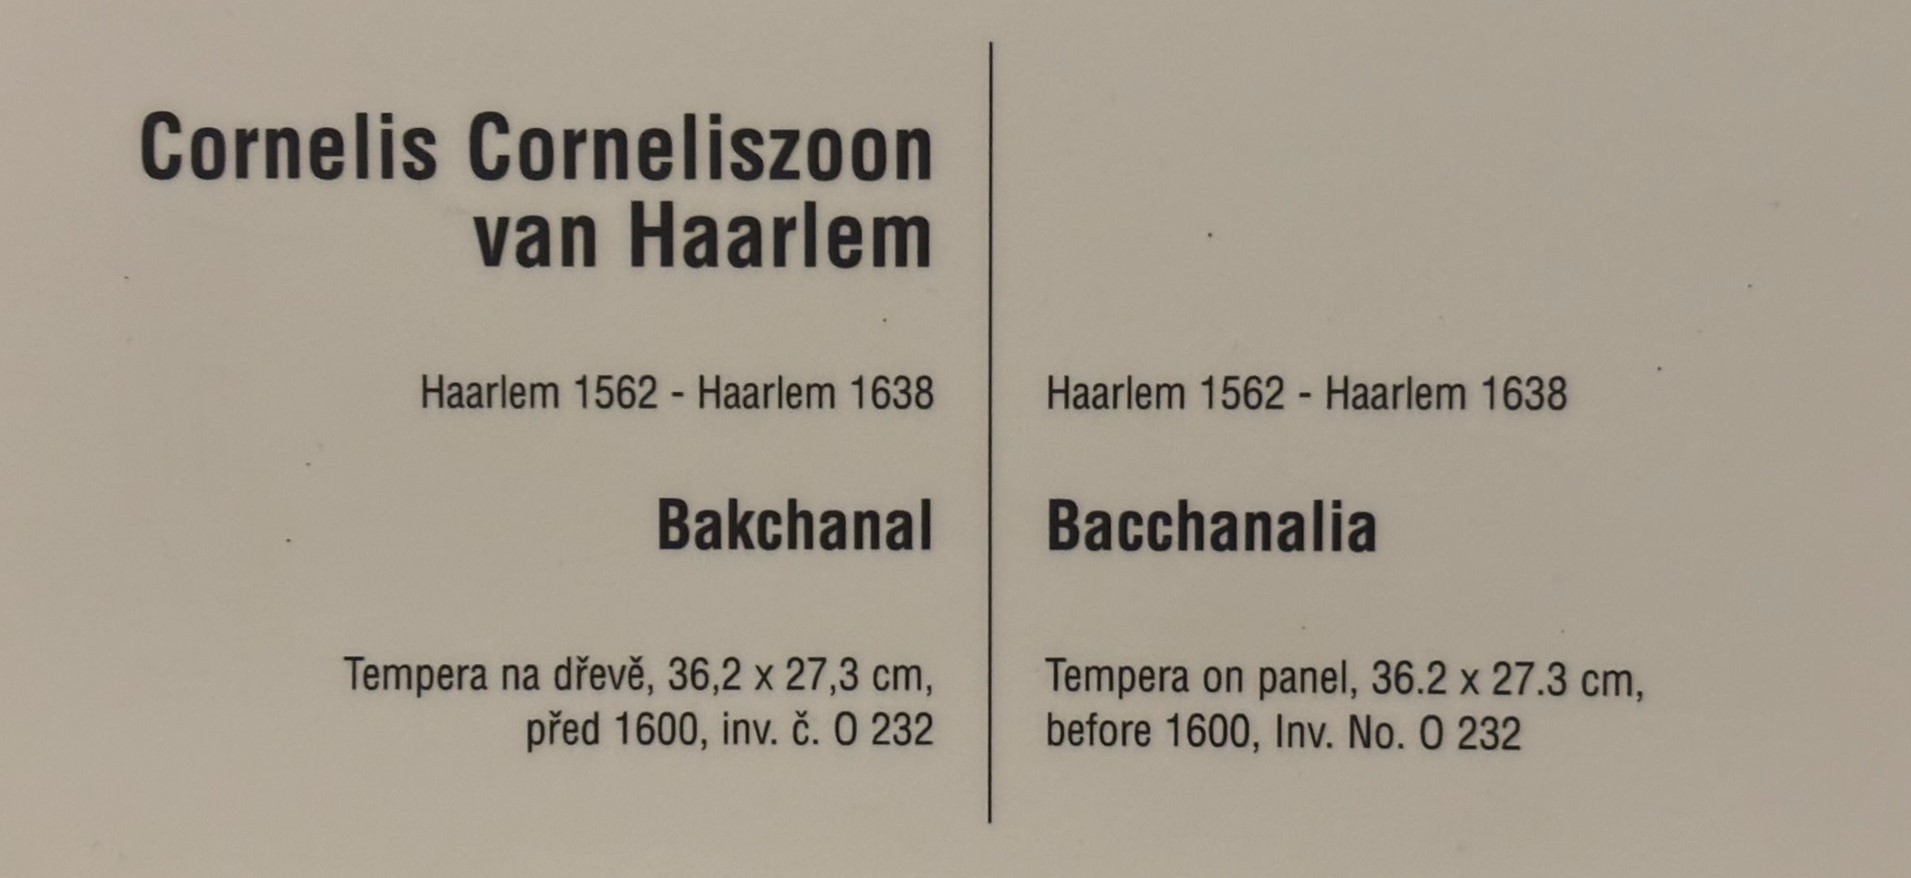 Cornelis Corneliszoon
van Haarlem
Haarlem 1562 - Haarlem 1638
Bakchanal
Tempera na dřevě, 36,2 x 27,3 cm,
před 1600, inv. č. O 232
Haarlem 1562 - Haarlem 1638
Bacchanalia
Tempera on panel, 36.2 x 27.3 cm,
before 1600, Inv. No. O 232